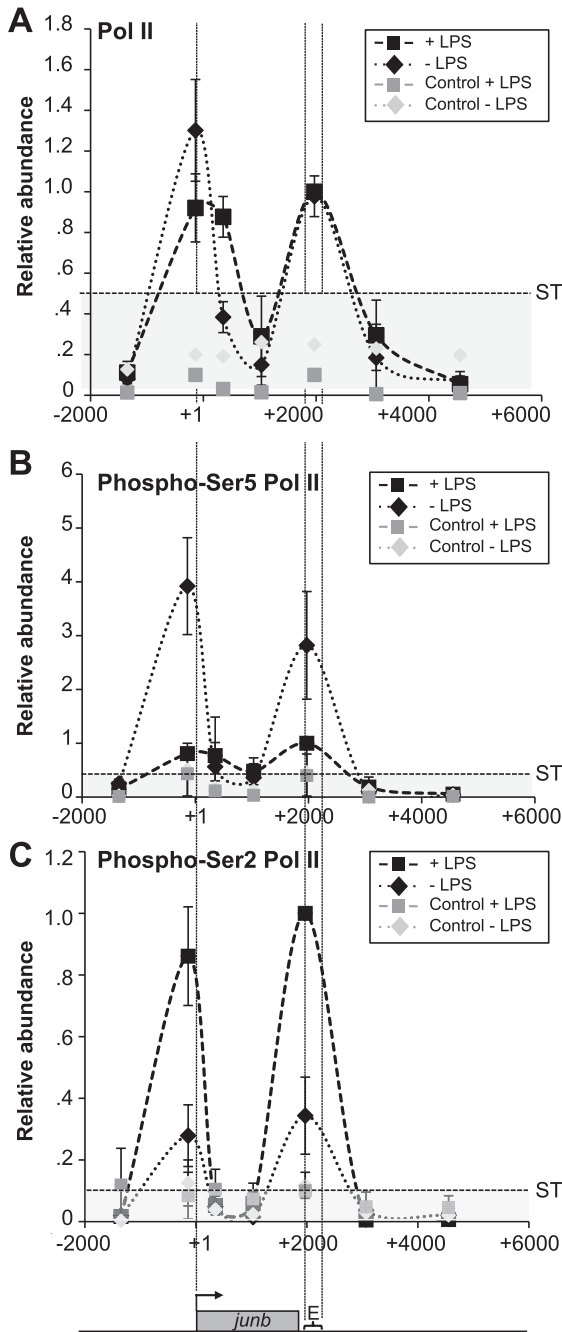 A
Pol II
1.8
1.6
1.4
1.2
1.0
.8
.6
.4
.2
0
Relative abundance
+ LPS
- LPS
Control + LPS
Control - LPS
ST
-2000
+1
+2000
+4000
+6000
B
Phospho-Ser5 Pol II
6
5
4
3
2
1
0
Relative abundance
+ LPS
- LPS
Control + LPS
Control - LPS
ST
-2000
+1
+2000
+4000
+6000
C
Phospho-Ser2 Pol II
1.2
1.0
.8
.6
.4
.2
0
Relative abundance
+ LPS
- LPS
Control + LPS
Control - LPS
ST
-2000
+1
+2000
+4000
+6000
junb
E